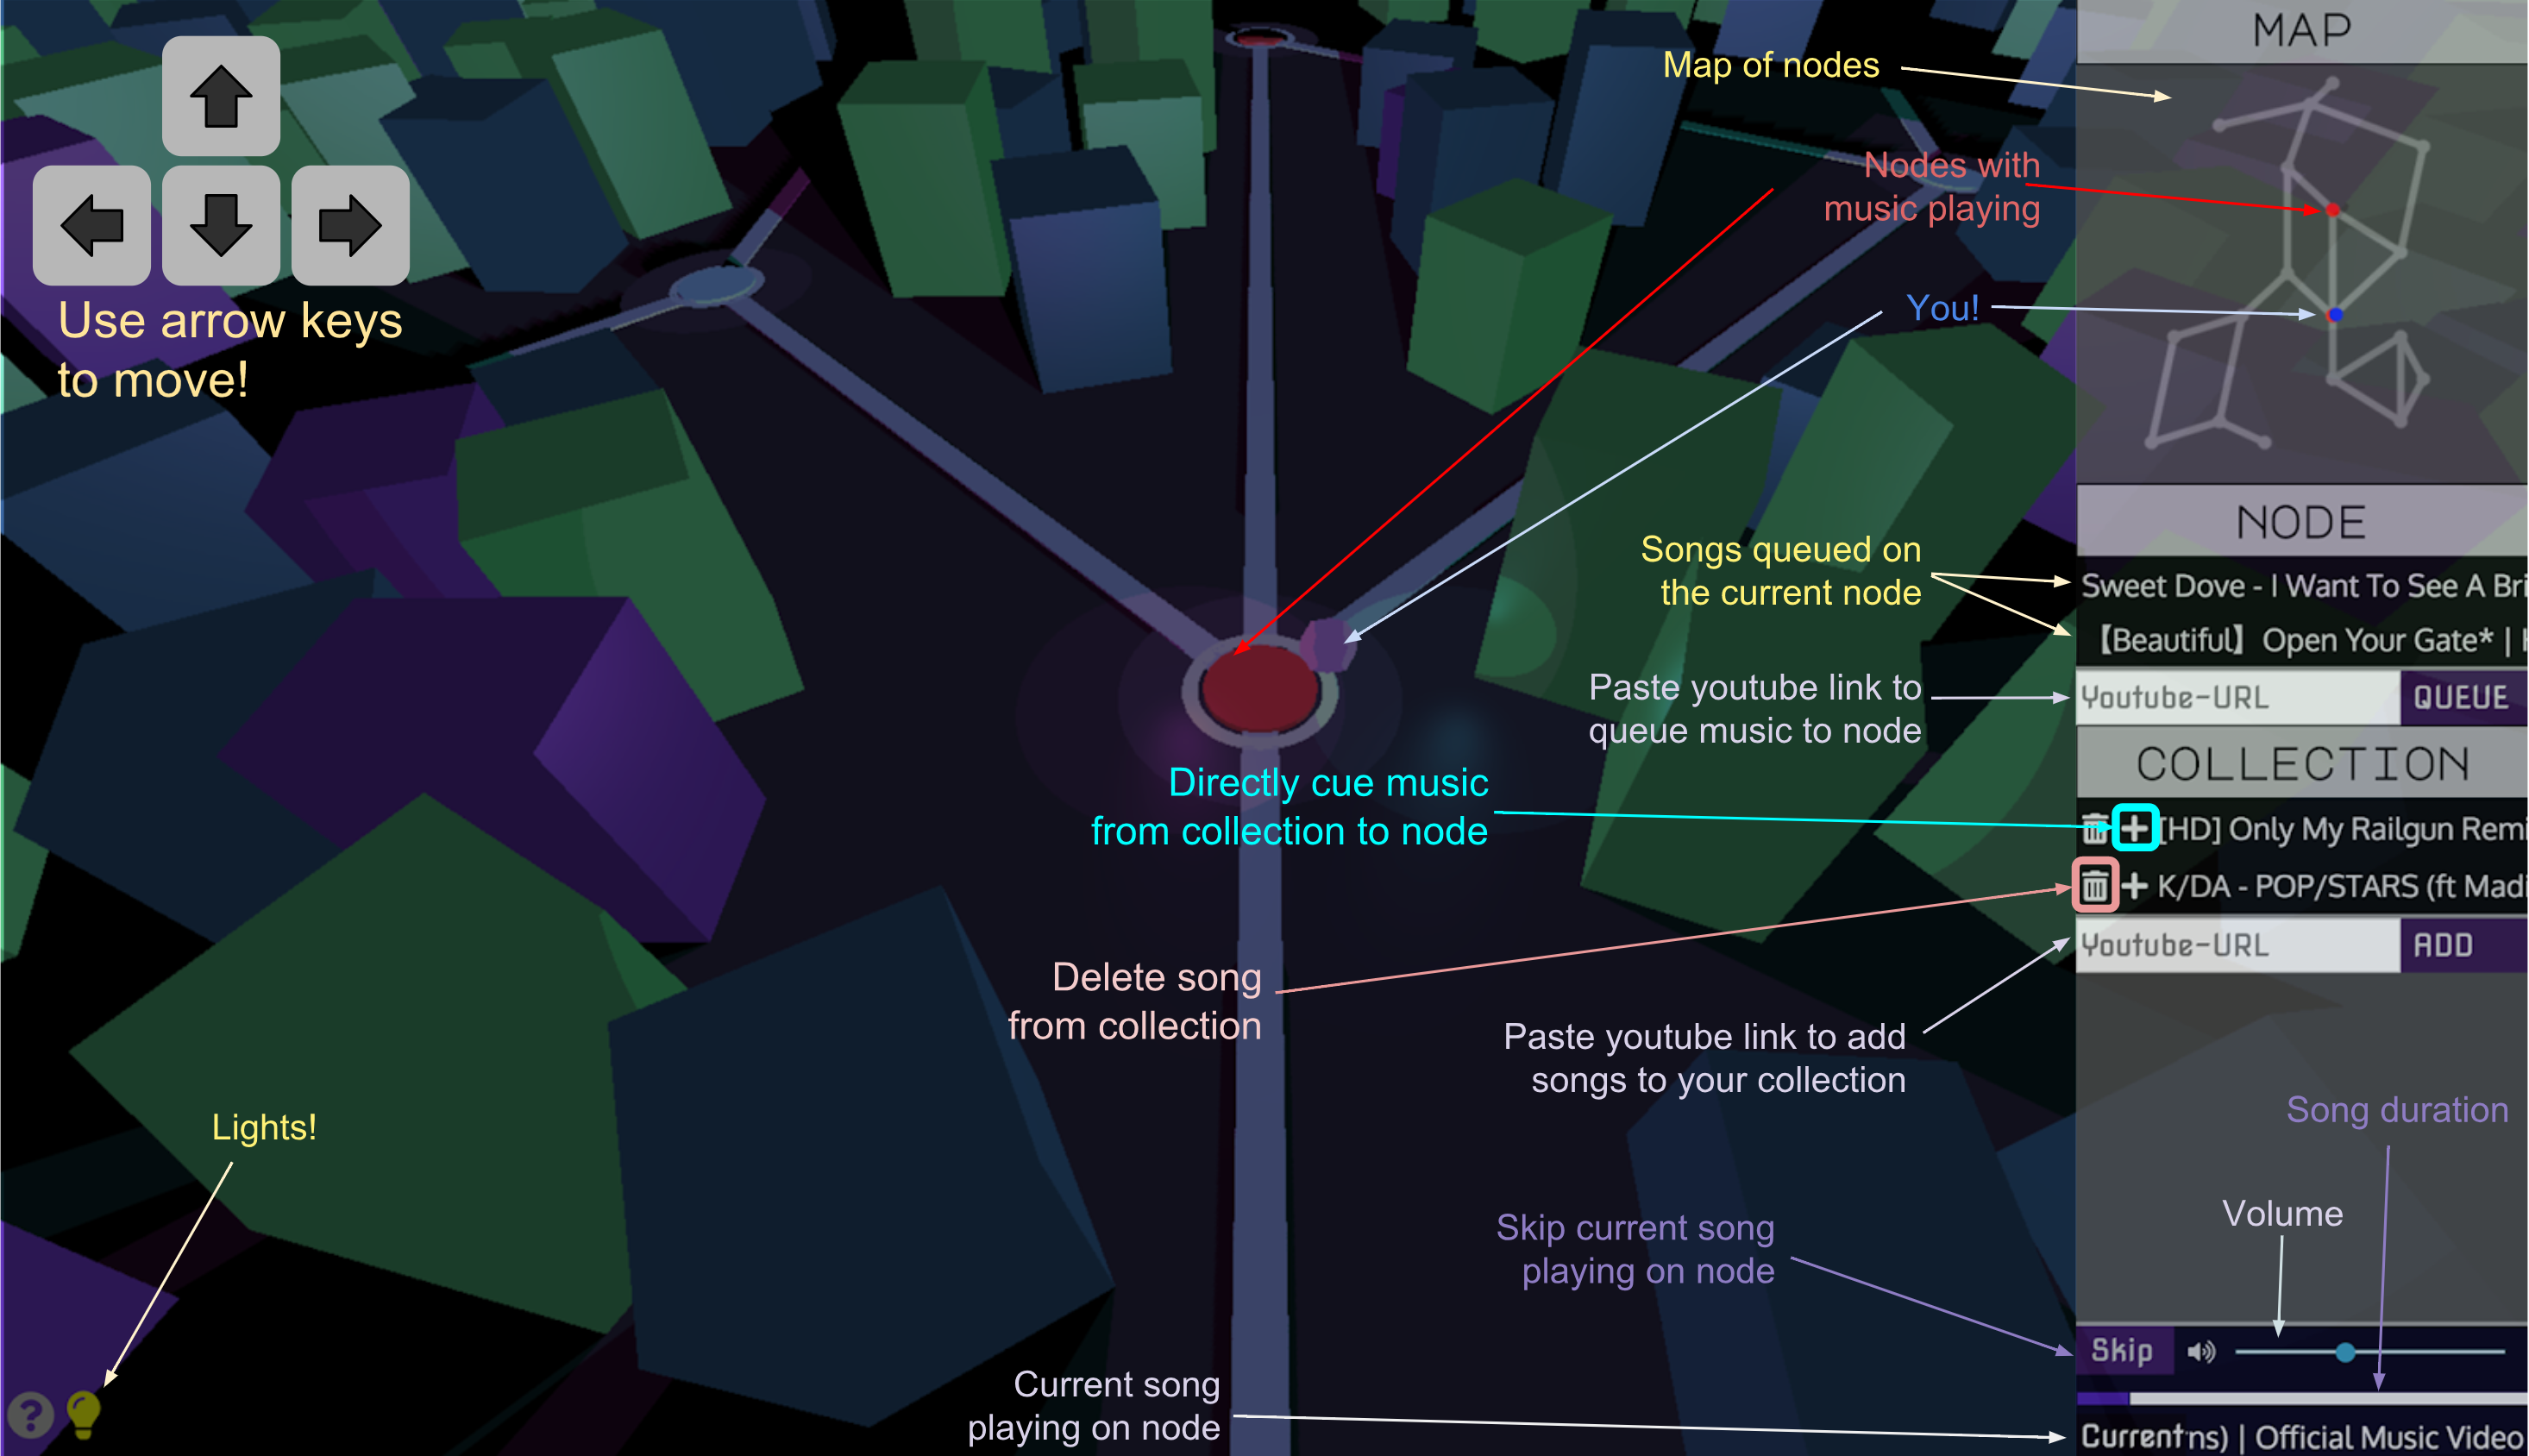 Use arrow keys
to move!
Map of nodes
Nodes with
music playing
You!
Songs queued on
the current node
Paste youtube link to
queue music to node
Directly cue music
from collection to node
Delete song
from collection
Paste youtube link to add
songs to your collection
Lights!
Skip current song
playing on node
Current song
playing on node
Song duration
Volume
MAP
NODE
Sweet Dove - I Want To See A Bri
【Beautiful】 Open Your Gate* |
Youtube-URL QUEUE
COLLECTION
[HD] Only My Railgun Remi
K/DA - POP/STARS (ft Madi
Youtube-URL ADD
Skip
Current ns) | Official Music Video
?